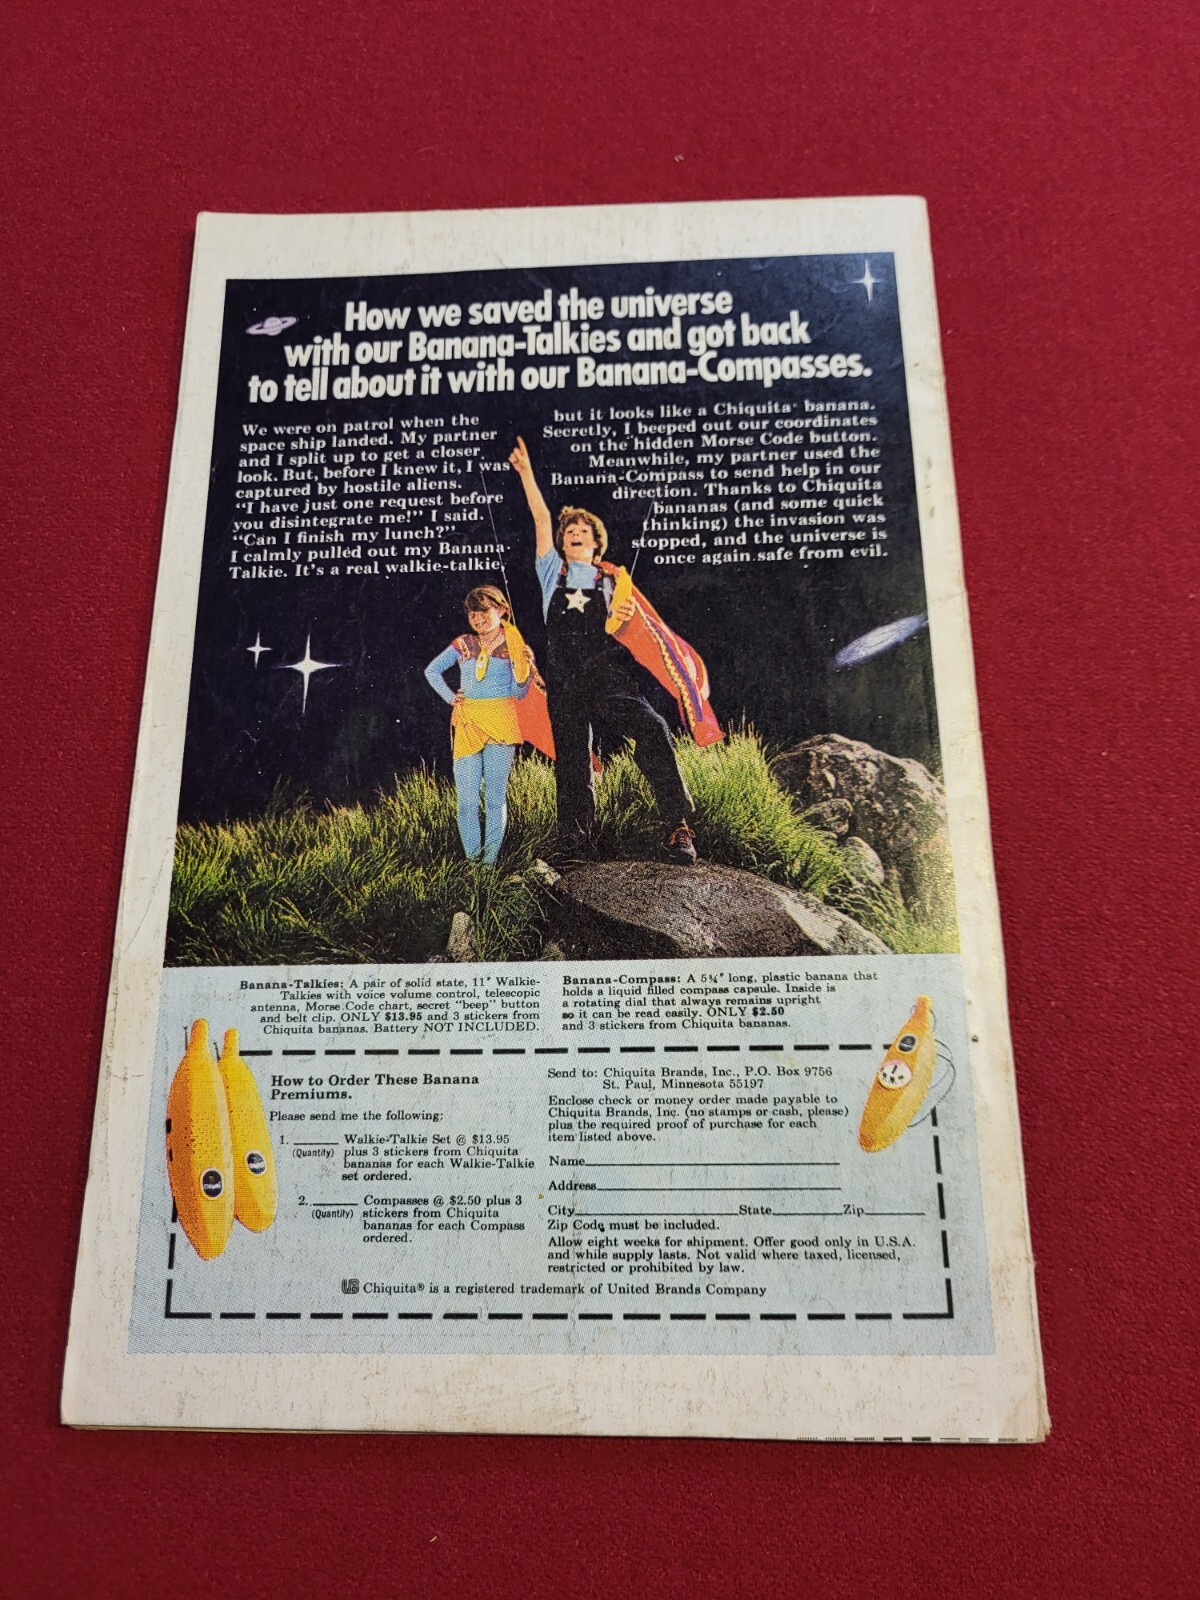 How we saved the universe
with our Banana-Talkies and got back
to tell about it with our Banana-Compasses.
We were on patrol when the
space ship landed. My partner
and I split up to get a closer
look. But, before I knew it, I was
captured by hostile aliens.
"I have just one request before
you disintegrate me!" I said.
"Can I finish my lunch?"
I calmly pulled out my Banana-
Talkie. It's a real walkie-talkie,
but it looks like a Chiquita® banana.
Secretly, I beeped out our coordinates
on the hidden Morse Code button.
Meanwhile, my partner used the
Banana-Compass to send help in our
direction. Thanks to Chiquita
bananas (and some quick
thinking) the invasion was
stopped, and the universe is
once again safe from evil.
Banana-Talkies: A pair of solid state, 11" Walkie-
Talkies with voice volume control, telescopic
antenna, Morse Code chart, secret "beep" button
and belt clip. ONLY $13.95 and 3 stickers from
Chiquita bananas. Battery NOT INCLUDED.
Banana-Compass: A 5¾" long, plastic banana that
holds a liquid filled compass capsule. Inside is
a rotating dial that always remains upright
so it can be read easily. ONLY $2.50
and 3 stickers from Chiquita bananas.
How to Order These Banana
Premiums.
Please send me the following:
1. ______ Walkie-Talkie Set @ $13.95
(Quantity) plus 3 stickers from Chiquita
bananas for each Walkie-Talkie
set ordered.
2. ______ Compasses @ $2.50 plus 3
(Quantity) stickers from Chiquita
bananas for each Compass
ordered.
Send to: Chiquita Brands, Inc., P.O. Box 9756
St. Paul, Minnesota 55197
Enclose check or money order made payable to
Chiquita Brands, Inc. (no stamps or cash, please)
plus the required proof of purchase for each
item listed above.
Name
Address
City State Zip
Zip Code must be included.
Allow eight weeks for shipment. Offer good only in U.S.A.
and while supply lasts. Not valid where taxed, licensed,
restricted or prohibited by law.
Chiquita® is a registered trademark of United Brands Company